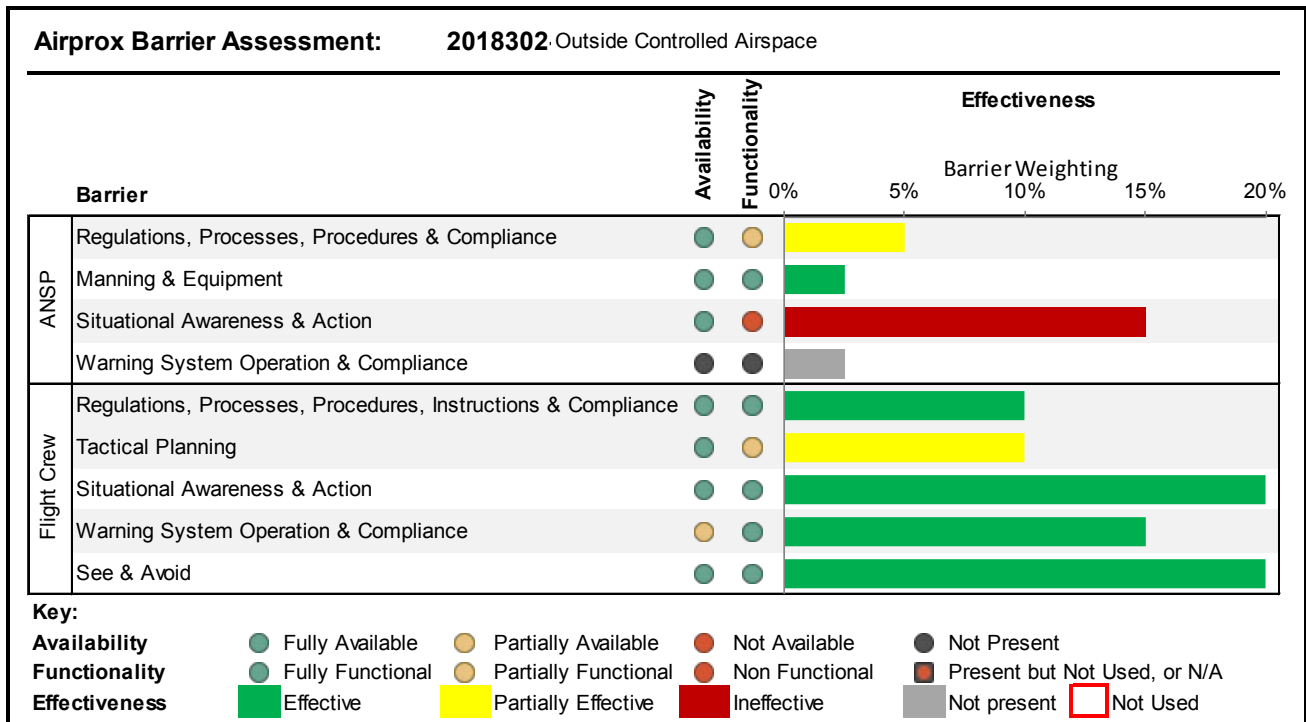 Airprox Barrier Assessment: 2018302 Outside Controlled Airspace
Availability
Functionality
Effectiveness
Barrier Weighting
Barrier
0% 5% 10% 15% 20%
ANSP
Regulations, Processes, Procedures & Compliance
Manning & Equipment
Situational Awareness & Action
Warning System Operation & Compliance
Flight Crew
Regulations, Processes, Procedures, Instructions & Compliance
Tactical Planning
Situational Awareness & Action
Warning System Operation & Compliance
See & Avoid
Key:
Availability Fully Available Partially Available Not Available Not Present
Functionality Fully Functional Partially Functional Non Functional Present but Not Used, or N/A
Effectiveness Effective Partially Effective Ineffective Not present Not Used